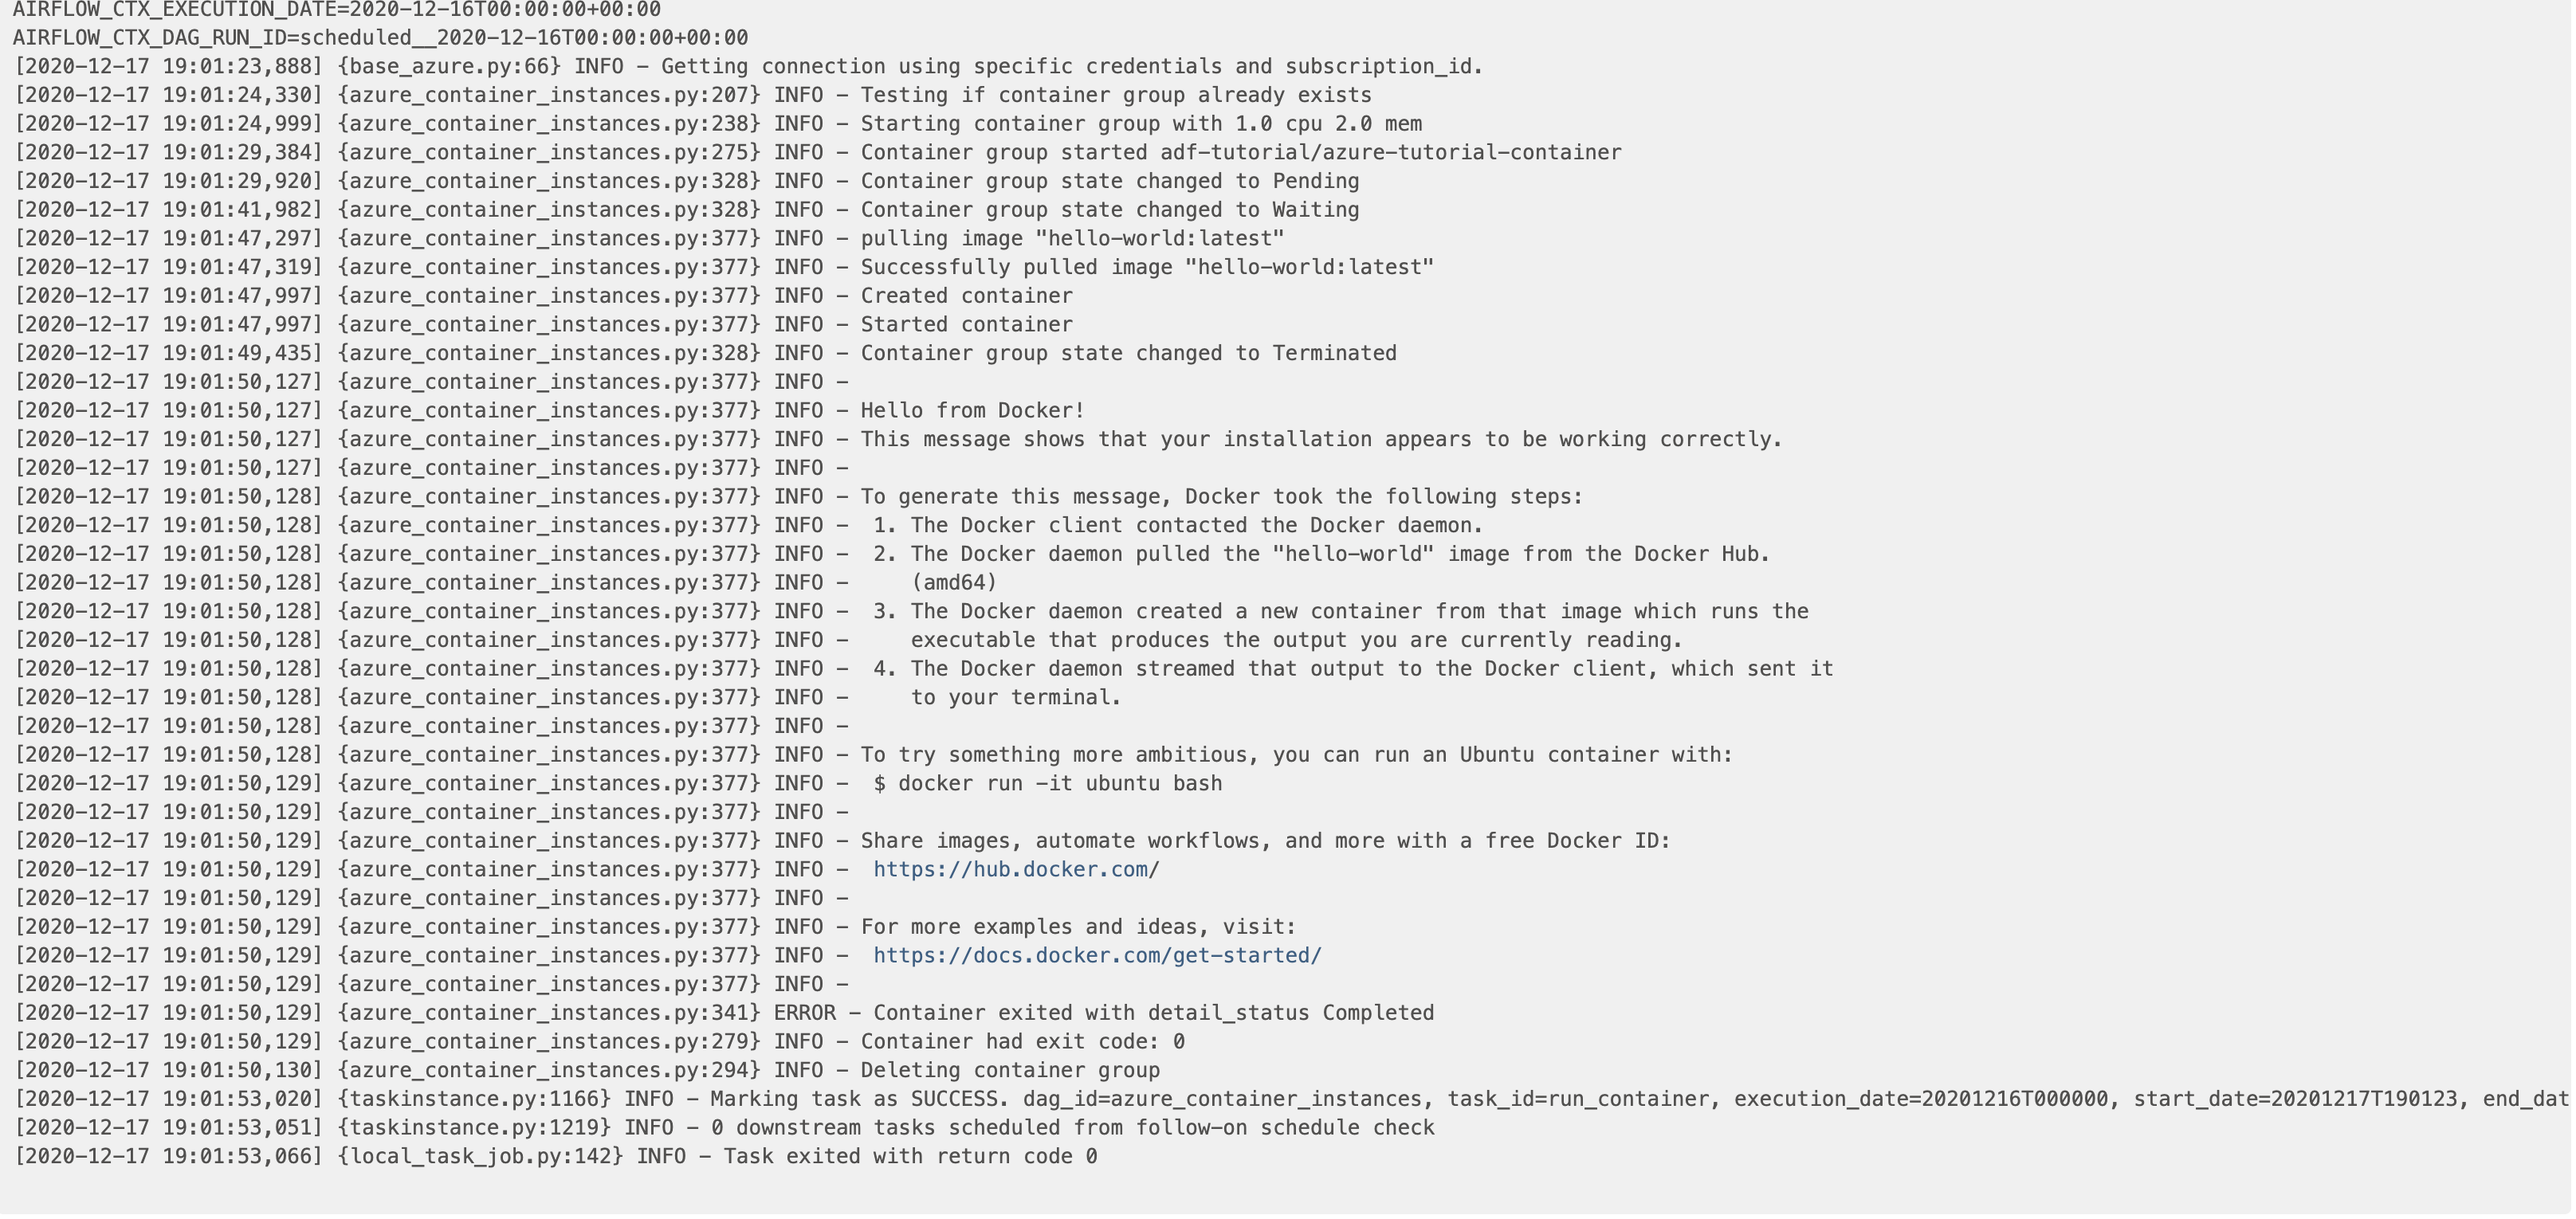 AIRFLOW_CTX_EXECUTION_DATE=2020-12-16T00:00:00+00:00
AIRFLOW_CTX_DAG_RUN_ID=scheduled__2020-12-16T00:00:00+00:00
[2020-12-17 19:01:23,888] {base_azure.py:66} INFO - Getting connection using specific credentials and subscription_id.
[2020-12-17 19:01:24,330] {azure_container_instances.py:207} INFO - Testing if container group already exists
[2020-12-17 19:01:24,999] {azure_container_instances.py:238} INFO - Starting container group with 1.0 cpu 2.0 mem
[2020-12-17 19:01:29,384] {azure_container_instances.py:275} INFO - Container group started adf-tutorial/azure-tutorial-container
[2020-12-17 19:01:29,920] {azure_container_instances.py:328} INFO - Container group state changed to Pending
[2020-12-17 19:01:41,982] {azure_container_instances.py:328} INFO - Container group state changed to Waiting
[2020-12-17 19:01:47,297] {azure_container_instances.py:377} INFO - pulling image "hello-world:latest"
[2020-12-17 19:01:47,319] {azure_container_instances.py:377} INFO - Successfully pulled image "hello-world:latest"
[2020-12-17 19:01:47,997] {azure_container_instances.py:377} INFO - Created container
[2020-12-17 19:01:47,997] {azure_container_instances.py:377} INFO - Started container
[2020-12-17 19:01:49,435] {azure_container_instances.py:328} INFO - Container group state changed to Terminated
[2020-12-17 19:01:50,127] {azure_container_instances.py:377} INFO -
[2020-12-17 19:01:50,127] {azure_container_instances.py:377} INFO - Hello from Docker!
[2020-12-17 19:01:50,127] {azure_container_instances.py:377} INFO - This message shows that your installation appears to be working correctly.
[2020-12-17 19:01:50,127] {azure_container_instances.py:377} INFO -
[2020-12-17 19:01:50,128] {azure_container_instances.py:377} INFO - To generate this message, Docker took the following steps:
[2020-12-17 19:01:50,128] {azure_container_instances.py:377} INFO -  1. The Docker client contacted the Docker daemon.
[2020-12-17 19:01:50,128] {azure_container_instances.py:377} INFO -  2. The Docker daemon pulled the "hello-world" image from the Docker Hub.
[2020-12-17 19:01:50,128] {azure_container_instances.py:377} INFO -     (amd64)
[2020-12-17 19:01:50,128] {azure_container_instances.py:377} INFO -  3. The Docker daemon created a new container from that image which runs the
[2020-12-17 19:01:50,128] {azure_container_instances.py:377} INFO -     executable that produces the output you are currently reading.
[2020-12-17 19:01:50,128] {azure_container_instances.py:377} INFO -  4. The Docker daemon streamed that output to the Docker client, which sent it
[2020-12-17 19:01:50,128] {azure_container_instances.py:377} INFO -     to your terminal.
[2020-12-17 19:01:50,128] {azure_container_instances.py:377} INFO -
[2020-12-17 19:01:50,128] {azure_container_instances.py:377} INFO - To try something more ambitious, you can run an Ubuntu container with:
[2020-12-17 19:01:50,129] {azure_container_instances.py:377} INFO -  $ docker run -it ubuntu bash
[2020-12-17 19:01:50,129] {azure_container_instances.py:377} INFO -
[2020-12-17 19:01:50,129] {azure_container_instances.py:377} INFO - Share images, automate workflows, and more with a free Docker ID:
[2020-12-17 19:01:50,129] {azure_container_instances.py:377} INFO -  https://hub.docker.com/
[2020-12-17 19:01:50,129] {azure_container_instances.py:377} INFO -
[2020-12-17 19:01:50,129] {azure_container_instances.py:377} INFO - For more examples and ideas, visit:
[2020-12-17 19:01:50,129] {azure_container_instances.py:377} INFO -  https://docs.docker.com/get-started/
[2020-12-17 19:01:50,129] {azure_container_instances.py:377} INFO -
[2020-12-17 19:01:50,129] {azure_container_instances.py:341} ERROR - Container exited with detail_status Completed
[2020-12-17 19:01:50,129] {azure_container_instances.py:279} INFO - Container had exit code: 0
[2020-12-17 19:01:50,130] {azure_container_instances.py:294} INFO - Deleting container group
[2020-12-17 19:01:53,020] {taskinstance.py:1166} INFO - Marking task as SUCCESS. dag_id=azure_container_instances, task_id=run_container, execution_date=20201216T000000, start_date=20201217T190123, end_dat
[2020-12-17 19:01:53,051] {taskinstance.py:1219} INFO - 0 downstream tasks scheduled from follow-on schedule check
[2020-12-17 19:01:53,066] {local_task_job.py:142} INFO - Task exited with return code 0